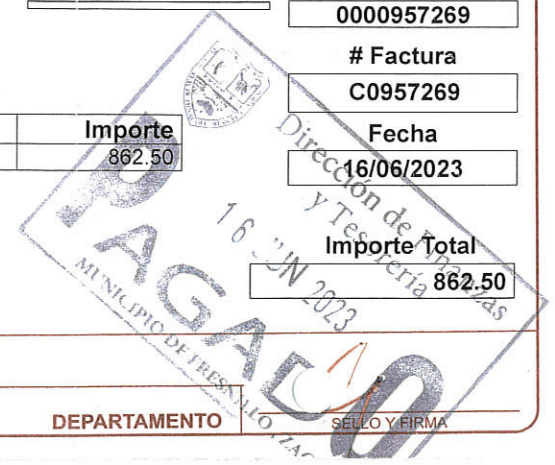 0000957269
# Factura
C0957269
Importe
Fecha
862.50
16/06/2023
Importe Total
862.50
DEPARTAMENTO
SELLO Y FIRMA
Dirección de Finanzas
y Tesorería
PAGADO
16 JUN 2023
MUNICIPIO DE FRESNILLO, ZAC